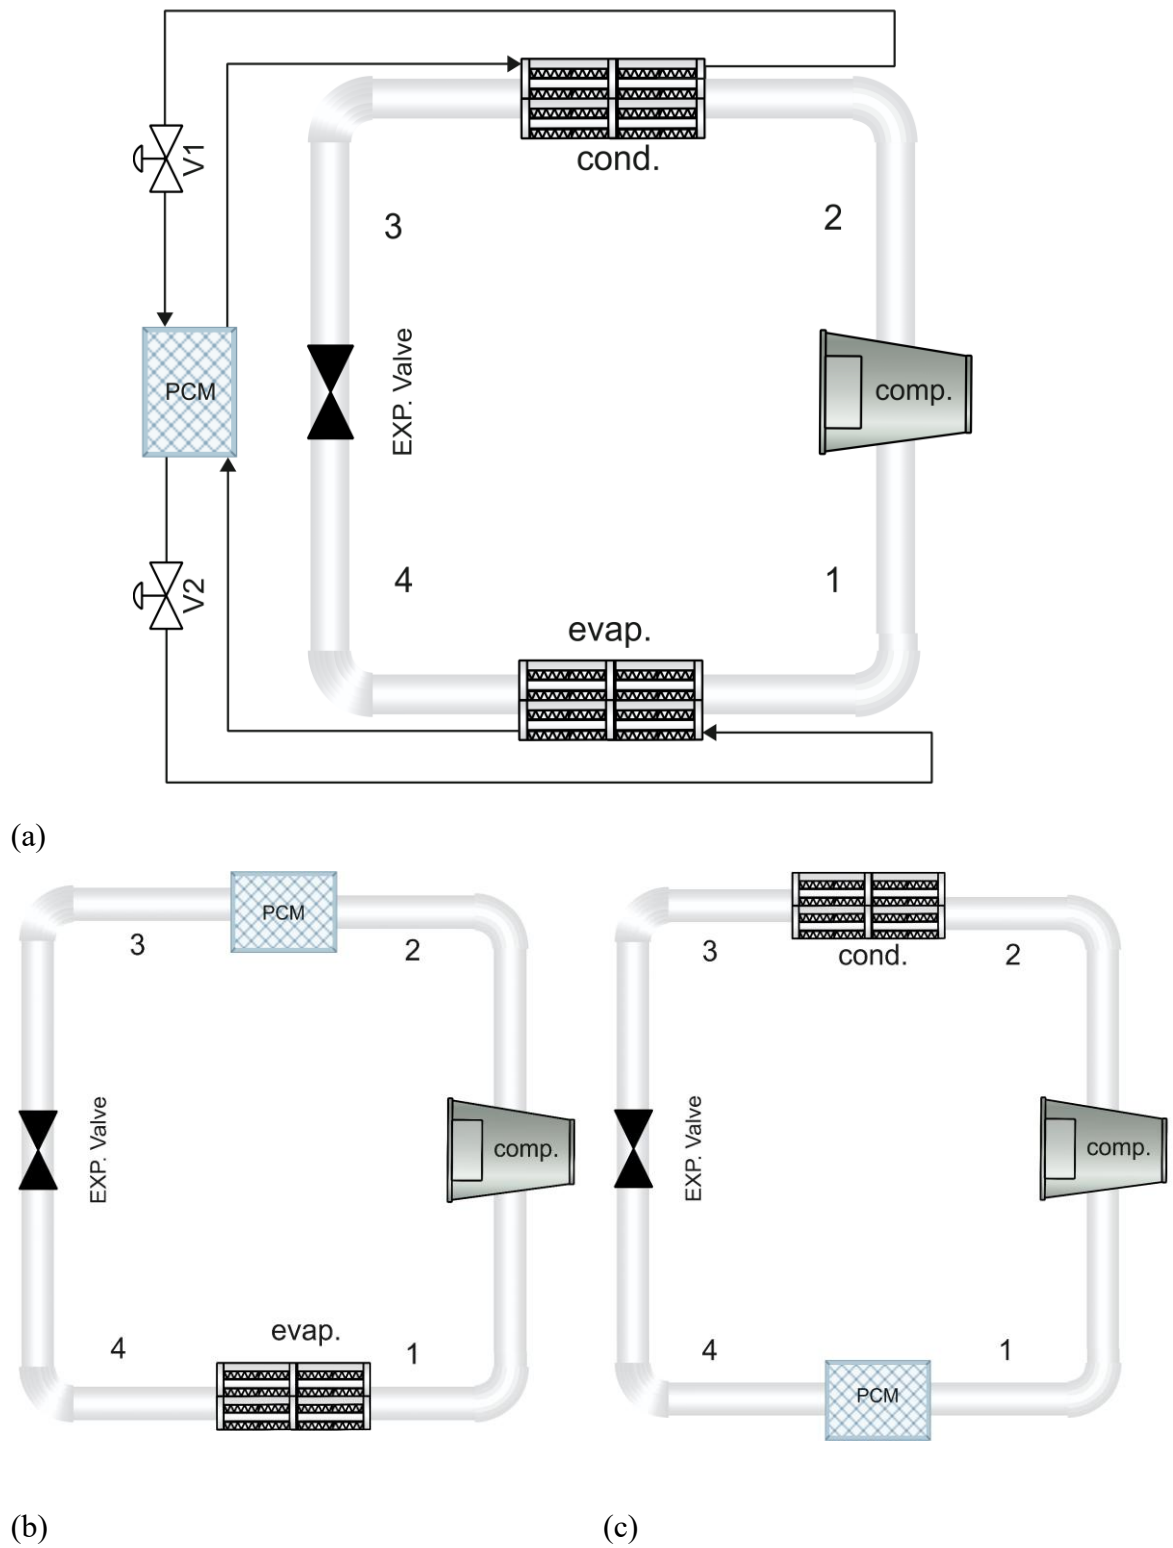 cond.
V1
3
2
PCM
EXP. Valve
comp.
V2
4
1
evap.
(a)
PCM
3
2
EXP. Valve
comp.
evap.
4
1
cond.
3
2
EXP. Valve
comp.
4
1
PCM
(b)
(c)